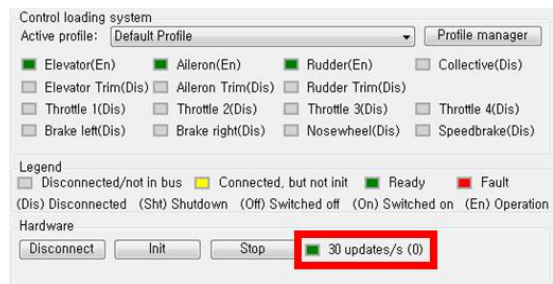 Control loading system
Active profile: Default Profile Profile manager
Elevator(En) Aileron(En) Rudder(En) Collective(Dis)
Elevator Trim(Dis) Aileron Trim(Dis) Rudder Trim(Dis)
Throttle 1(Dis) Throttle 2(Dis) Throttle 3(Dis) Throttle 4(Dis)
Brake left(Dis) Brake right(Dis) Nosewheel(Dis) Speedbrake(Dis)
Legend
Disconnected/not in bus Connected, but not init Ready Fault
(Dis) Disconnected (Sht) Shutdown (Off) Switched off (On) Switched on (En) Operation
Hardware
Disconnect Init Stop 30 updates/s (0)